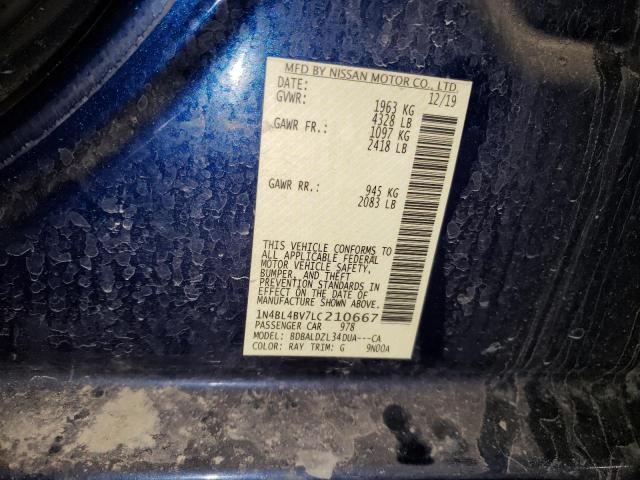 MFD BY NISSAN MOTOR CO., LTD.
DATE: 12/19
GVWR: 1963 KG
4328 LB
GAWR FR.: 1097 KG
2418 LB
GAWR RR.: 945 KG
2083 LB
THIS VEHICLE CONFORMS TO
ALL APPLICABLE FEDERAL
MOTOR VEHICLE SAFETY,
BUMPER, AND THEFT
PREVENTION STANDARDS IN
EFFECT ON THE DATE OF
MANUFACTURE SHOWN ABOVE.
1N4BL4BV7LC210667
PASSENGER CAR 978
MODEL: BDBALDZL34DUA---CA
COLOR: RAY TRIM: G 9N00A